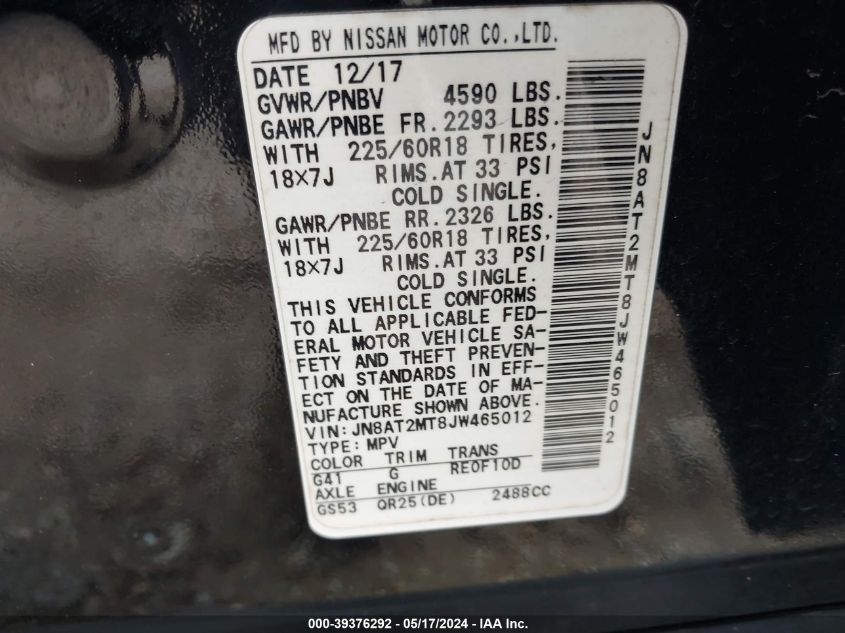 MFD BY NISSAN MOTOR CO.,LTD.
DATE 12/17
GVWR/PNBV 4590 LBS.
GAWR/PNBE FR. 2293 LBS.
WITH 225/60R18 TIRES,
18×7J RIMS.AT 33 PSI
COLD SINGLE.
GAWR/PNBE RR. 2326 LBS.
WITH 225/60R18 TIRES,
18×7J RIMS.AT 33 PSI
COLD SINGLE.
THIS VEHICLE CONFORMS
TO ALL APPLICABLE FED-
ERAL MOTOR VEHICLE SA-
FETY AND THEFT PREVEN-
TION STANDARDS IN EFF-
ECT ON THE DATE OF MA-
NUFACTURE SHOWN ABOVE.
VIN: JN8AT2MT8JW465012
TYPE: MPV
COLOR TRIM TRANS
G41 G RE0F10D
AXLE ENGINE
GS53 QR25(DE) 2488CC
JN8AT2MT8JW465012
000-39376292 - 05/17/2024 - IAA Inc.